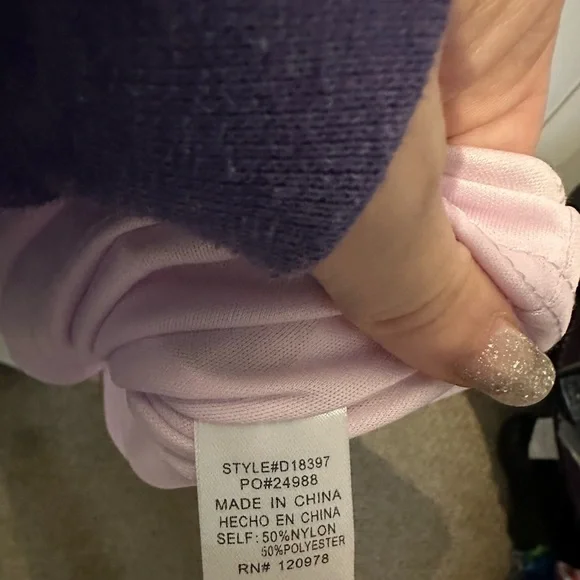 STYLE#D18397
PO#24988
MADE IN CHINA
HECHO EN CHINA
SELF:50%NYLON
50%POLYESTER
RN# 120978